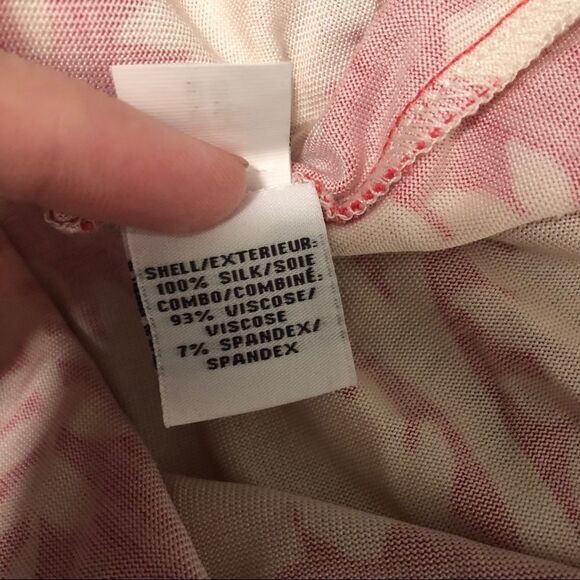 SHELL/EXTERIEUR:
100% SILK/SOIE
COMBO/COMBINÉ:
93% VISCOSE/
VISCOSE
7% SPANDEX/
SPANDEX